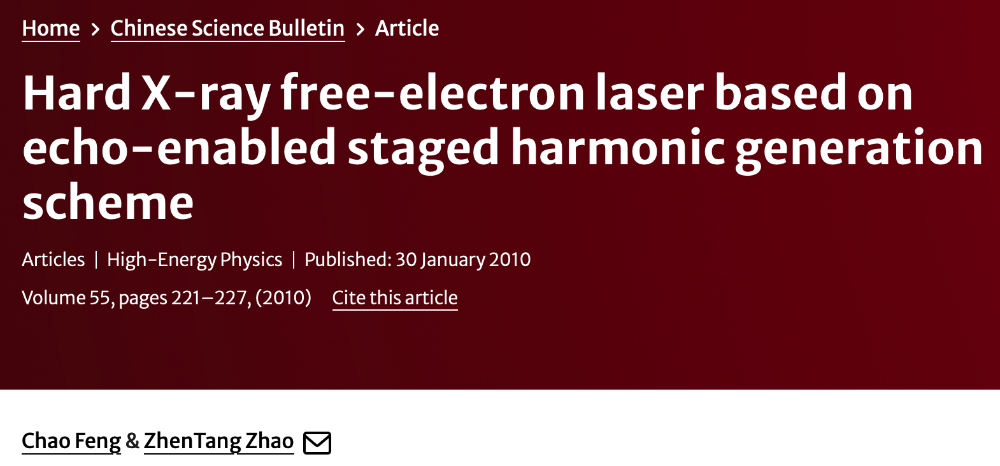 Home > Chinese Science Bulletin > Article
Hard X-ray free-electron laser based on
echo-enabled staged harmonic generation
scheme
Articles | High-Energy Physics | Published: 30 January 2010
Volume 55, pages 221–227, (2010) Cite this article
Chao Feng & ZhenTang Zhao